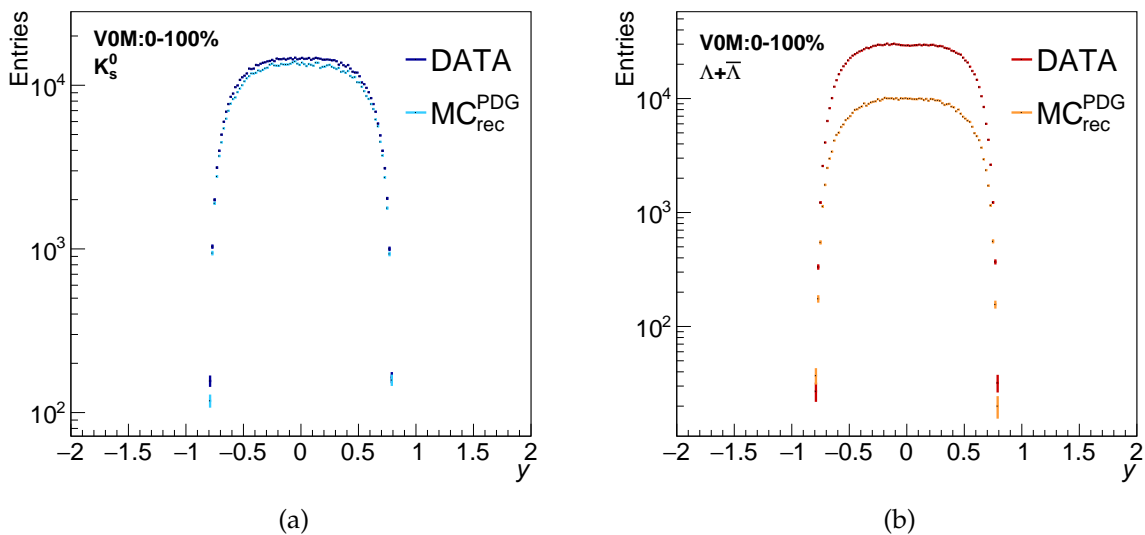 Entries
10⁴
10³
10²
V0M:0-100%
K⁰ₛ
DATA
MC^PDG_rec
−2 −1.5 −1 −0.5 0 0.5 1 1.5 2
y
(a)
Entries
10⁴
10³
10²
V0M:0-100%
Λ+Λ̅
DATA
MC^PDG_rec
−2 −1.5 −1 −0.5 0 0.5 1 1.5 2
y
(b)